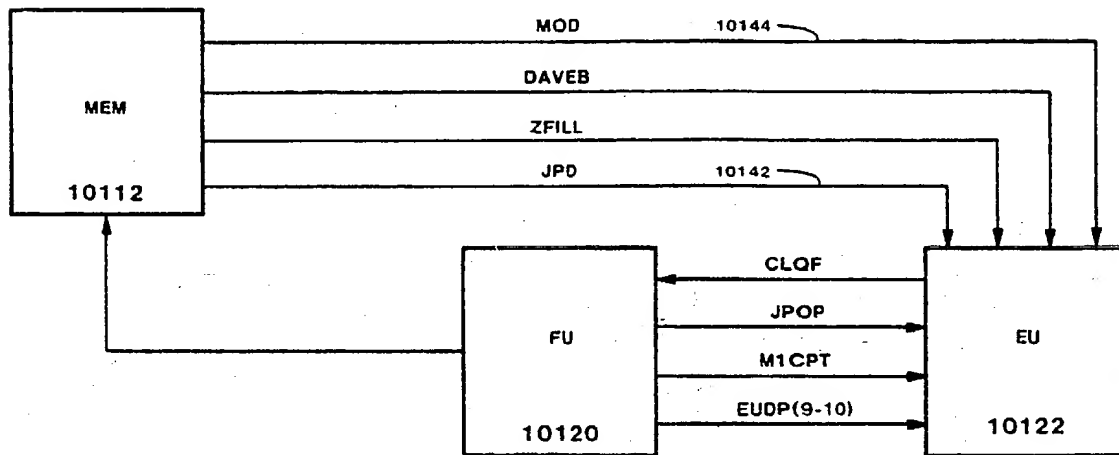 MOD 10144
DAVEB
MEM
ZFILL
JPD 10142
10112
CLQF
JPOP
FU
EU
M1CPT
EUDP(9-10)
10120
10122